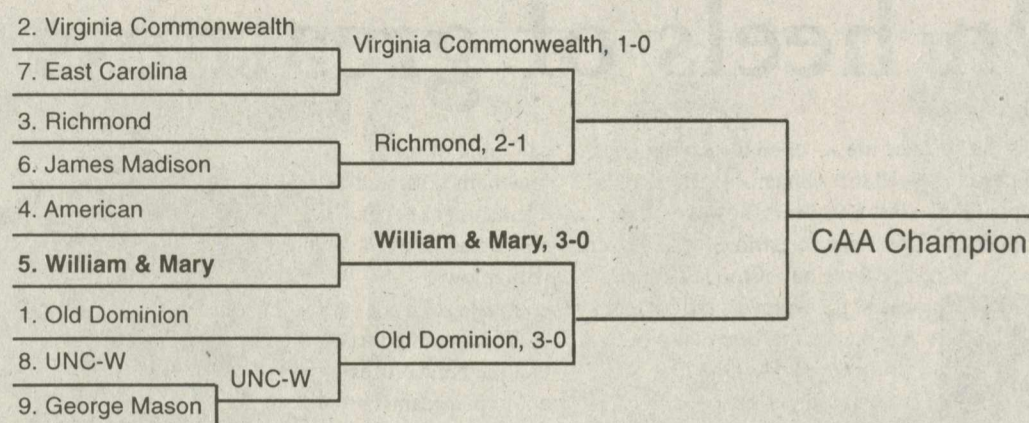 2. Virginia Commonwealth
7. East Carolina
Virginia Commonwealth, 1-0
3. Richmond
6. James Madison
Richmond, 2-1
4. American
5. William & Mary
William & Mary, 3-0
1. Old Dominion
8. UNC-W
9. George Mason
UNC-W
Old Dominion, 3-0
CAA Champion